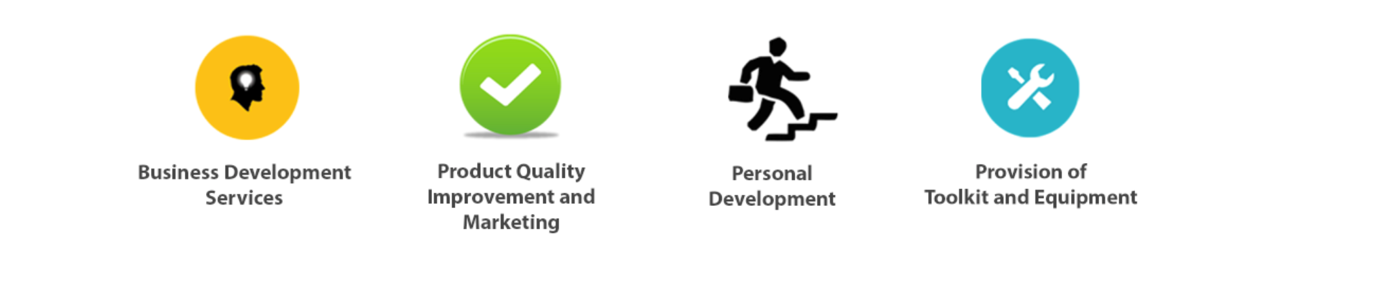 Business Development
Services
Product Quality
Improvement and
Marketing
Personal
Development
Provision of
Toolkit and Equipment